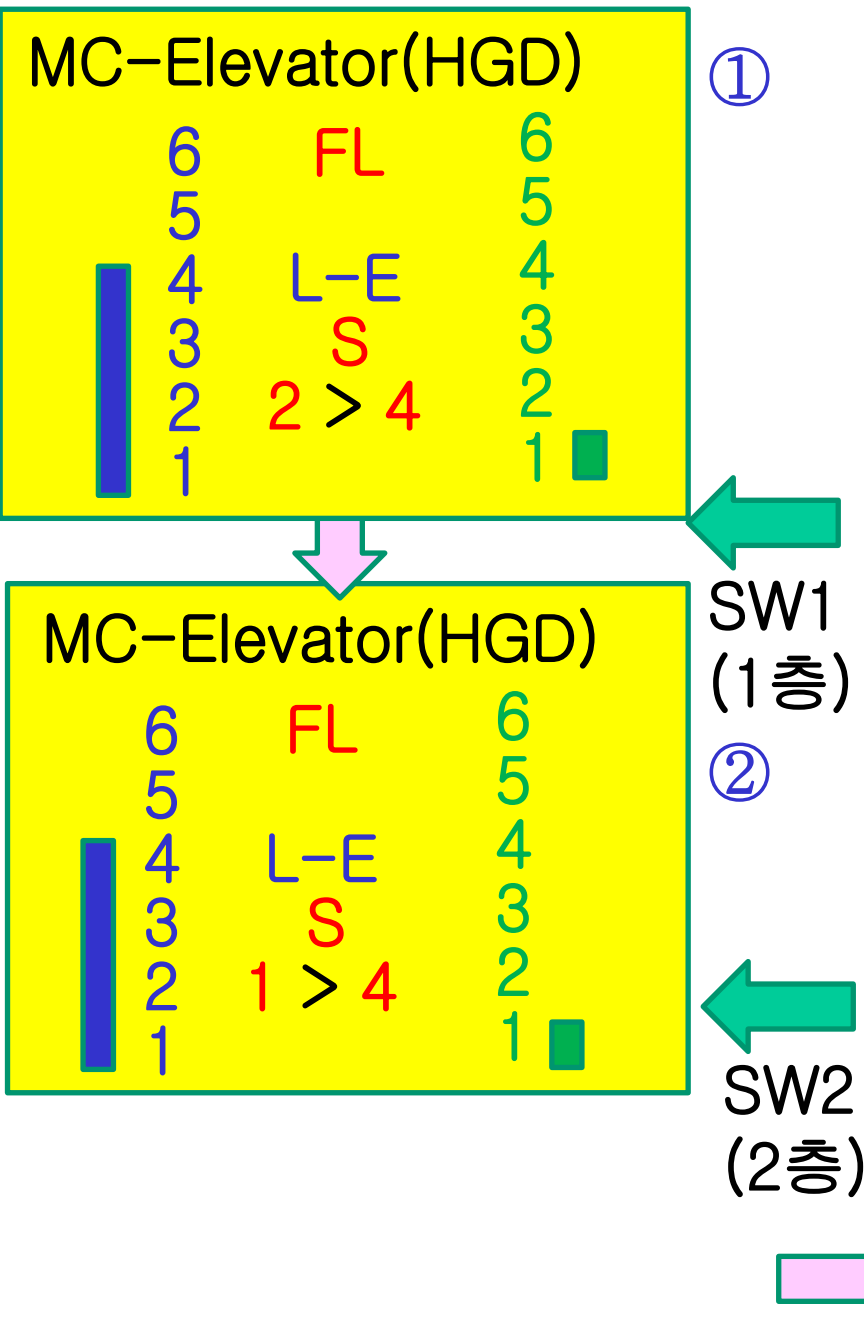 MC-Elevator(HGD)
①
6 FL 6
5 5
4 L-E 4
3 S 3
2 2 > 4 2
1 1
SW1
(1층)
MC-Elevator(HGD)
②
6 FL 6
5 5
4 L-E 4
3 S 3
2 1 > 4 2
1 1
SW2
(2층)